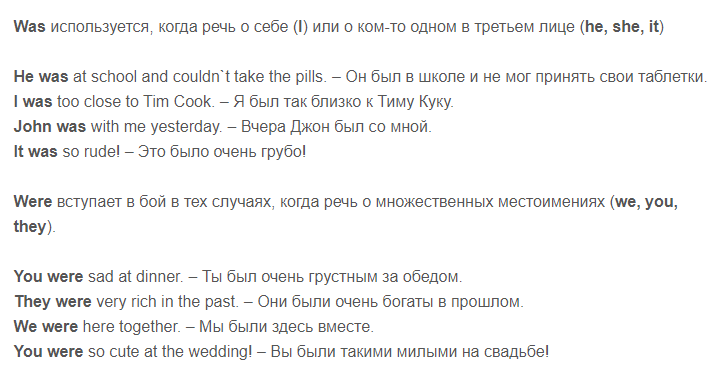 Was используется, когда речь о себе (I) или о ком-то одном в третьем лице (he, she, it)
He was at school and couldn`t take the pills. – Он был в школе и не мог принять свои таблетки.
I was too close to Tim Cook. – Я был так близко к Тиму Куку.
John was with me yesterday. – Вчера Джон был со мной.
It was so rude! – Это было очень грубо!
Were вступает в бой в тех случаях, когда речь о множественных местоимениях (we, you,
they).
You were sad at dinner. – Ты был очень грустным за обедом.
They were very rich in the past. – Они были очень богаты в прошлом.
We were here together. – Мы были здесь вместе.
You were so cute at the wedding! – Вы были такими милыми на свадьбе!